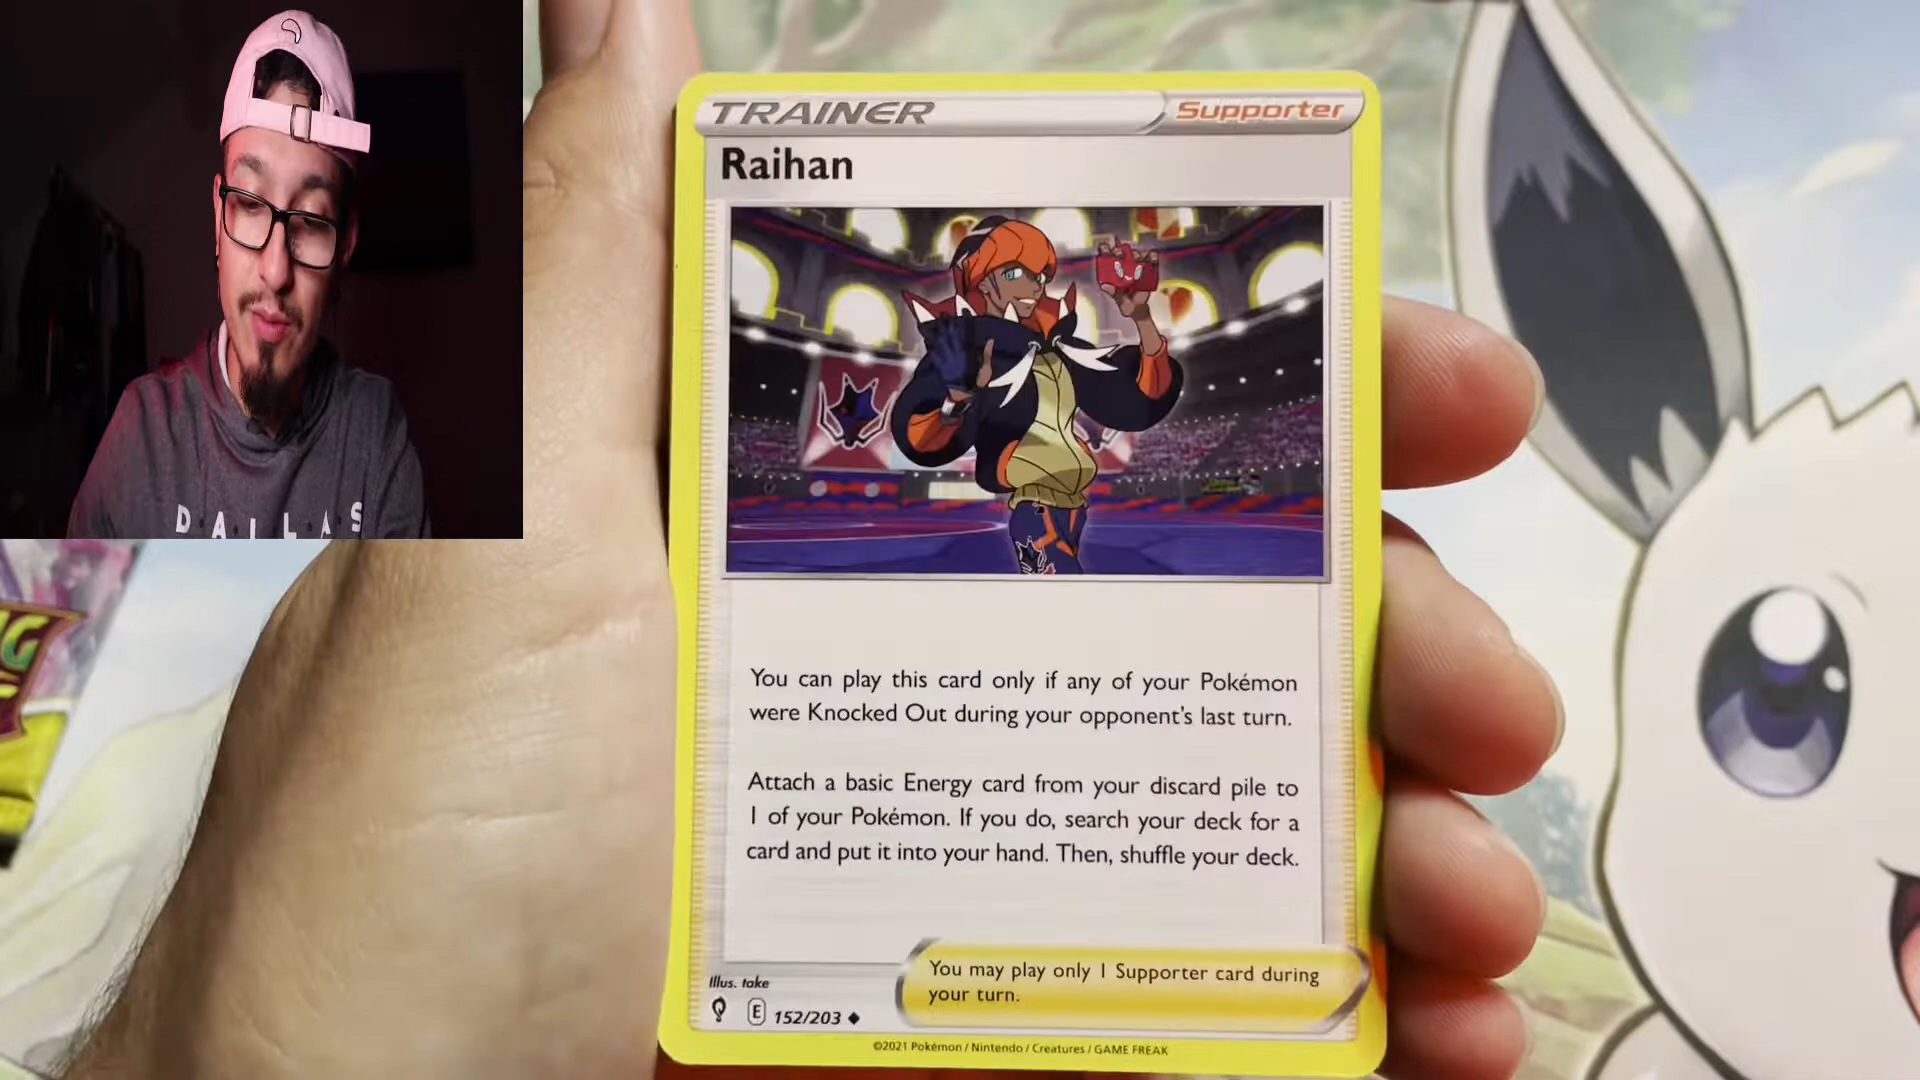 TRAINER
Supporter
Raihan
You can play this card only if any of your Pokémon
were Knocked Out during your opponent's last turn.
Attach a basic Energy card from your discard pile to
1 of your Pokémon. If you do, search your deck for a
card and put it into your hand. Then, shuffle your deck.
You may play only 1 Supporter card during
your turn.
Illus. take
E 152/203
©2021 Pokémon / Nintendo / Creatures / GAME FREAK
DALLAS